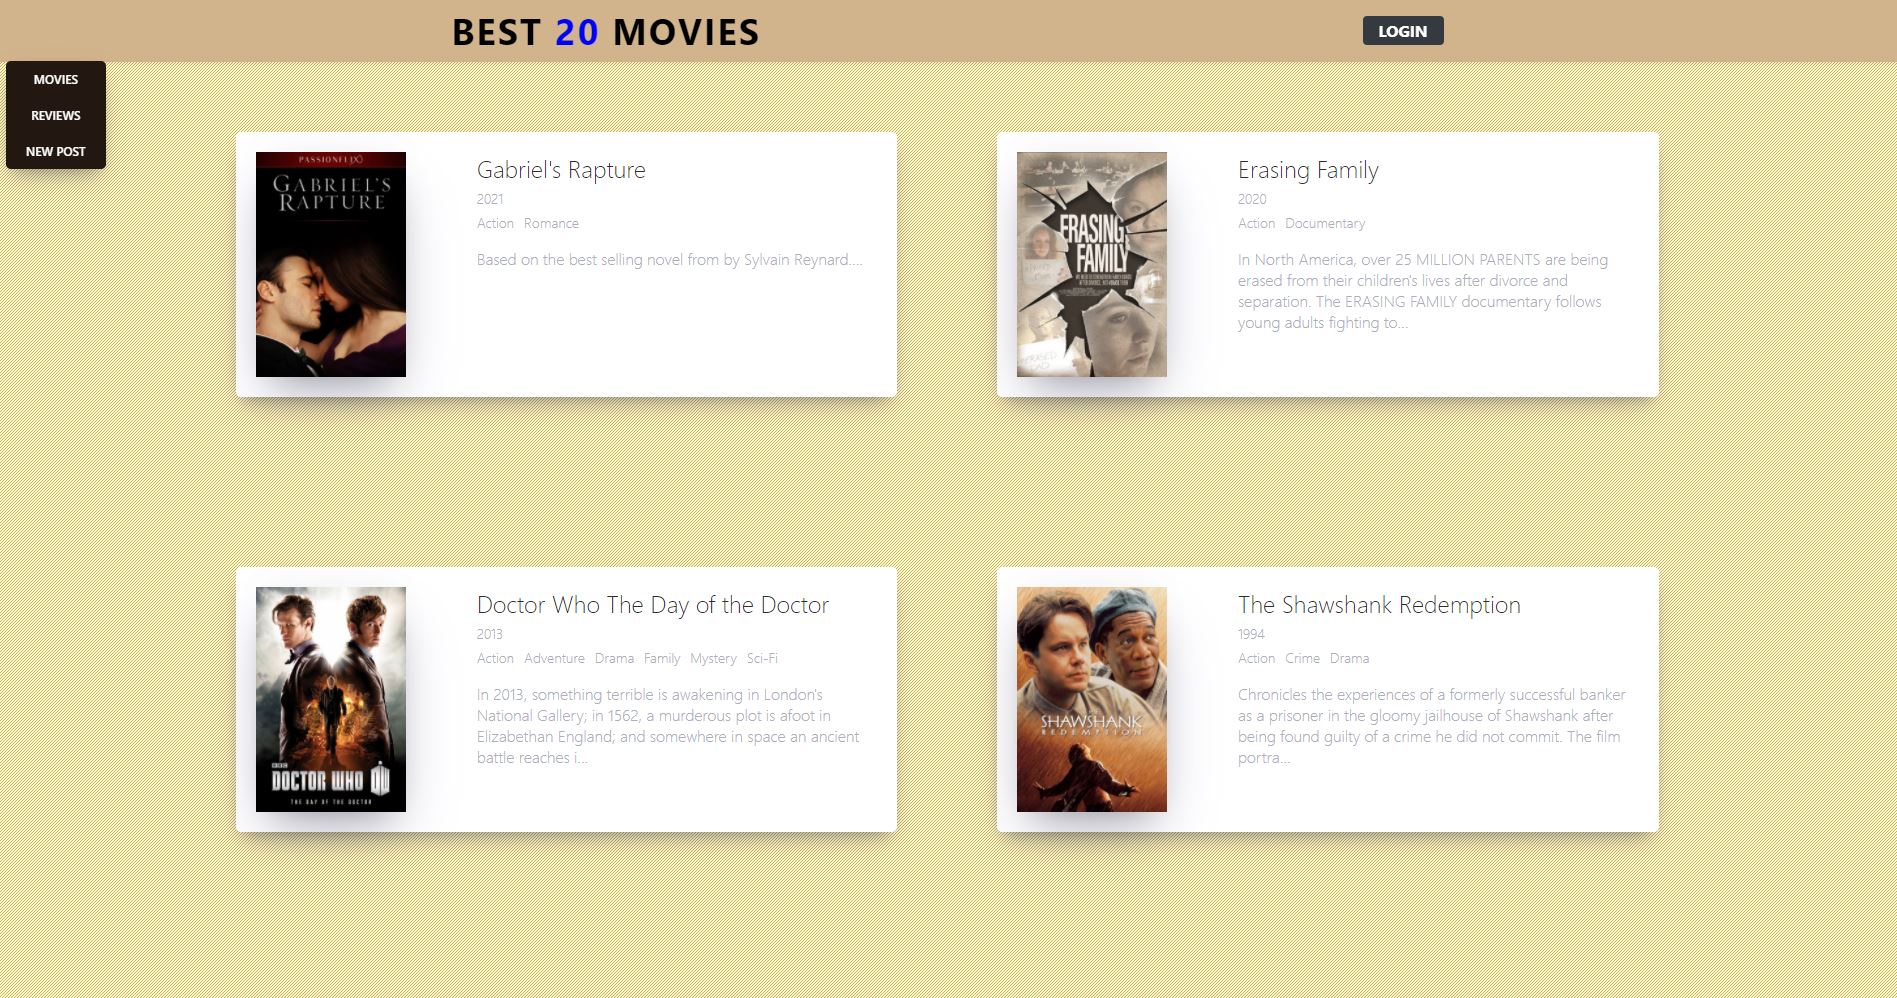 BEST 20 MOVIES
LOGIN
MOVIES
REVIEWS
NEW POST
PASSIONFLIX
GABRIEL'S
RAPTURE
Gabriel's Rapture
2021
Action Romance
Based on the best selling novel from by Sylvain Reynard....
ERASING
FAMILY
Erasing Family
2020
Action Documentary
In North America, over 25 MILLION PARENTS are being
erased from their children's lives after divorce and
separation. The ERASING FAMILY documentary follows
young adults fighting to...
BBC
DOCTOR WHO
THE DAY OF THE DOCTOR
Doctor Who The Day of the Doctor
2013
Action Adventure Drama Family Mystery Sci-Fi
In 2013, something terrible is awakening in London's
National Gallery; in 1562, a murderous plot is afoot in
Elizabethan England; and somewhere in space an ancient
battle reaches i...
SHAWSHANK
REDEMPTION
The Shawshank Redemption
1994
Action Crime Drama
Chronicles the experiences of a formerly successful banker
as a prisoner in the gloomy jailhouse of Shawshank after
being found guilty of a crime he did not commit. The film
portra...